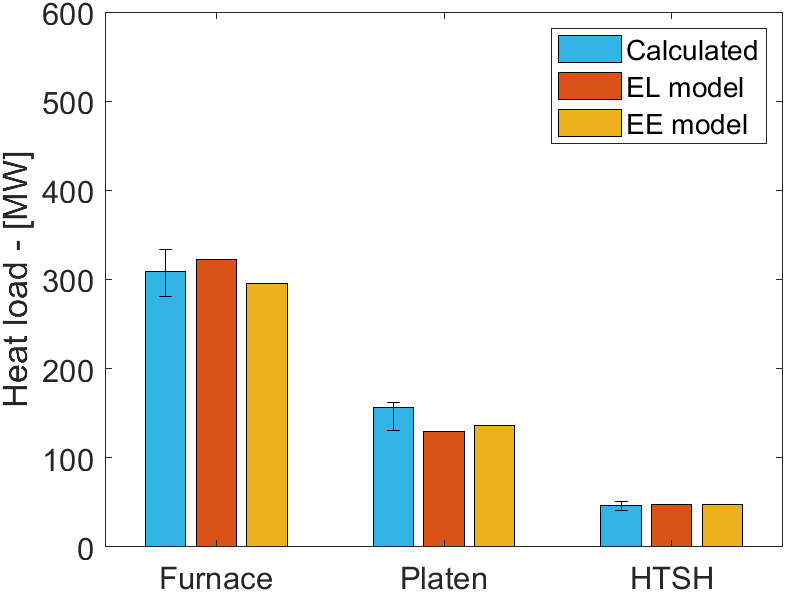 600
500
400
300
200
100
0
Heat load - [MW]
Calculated
EL model
EE model
Furnace
Platen
HTSH